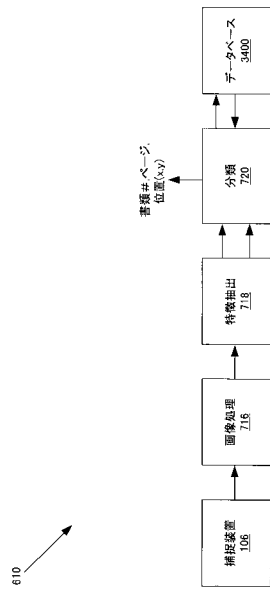 610
捕捉装置
106
画像処理
716
特徴抽出
718
分類
720
データベース
3400
書類#,ページ,
位置(x,y)